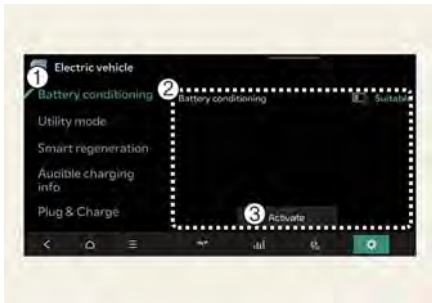 Electric vehicle
1
2
Battery conditioning
Battery conditioning
Suitable
Utility mode
Smart regeneration
Audible charging
info
Plug & Charge
3
Activate